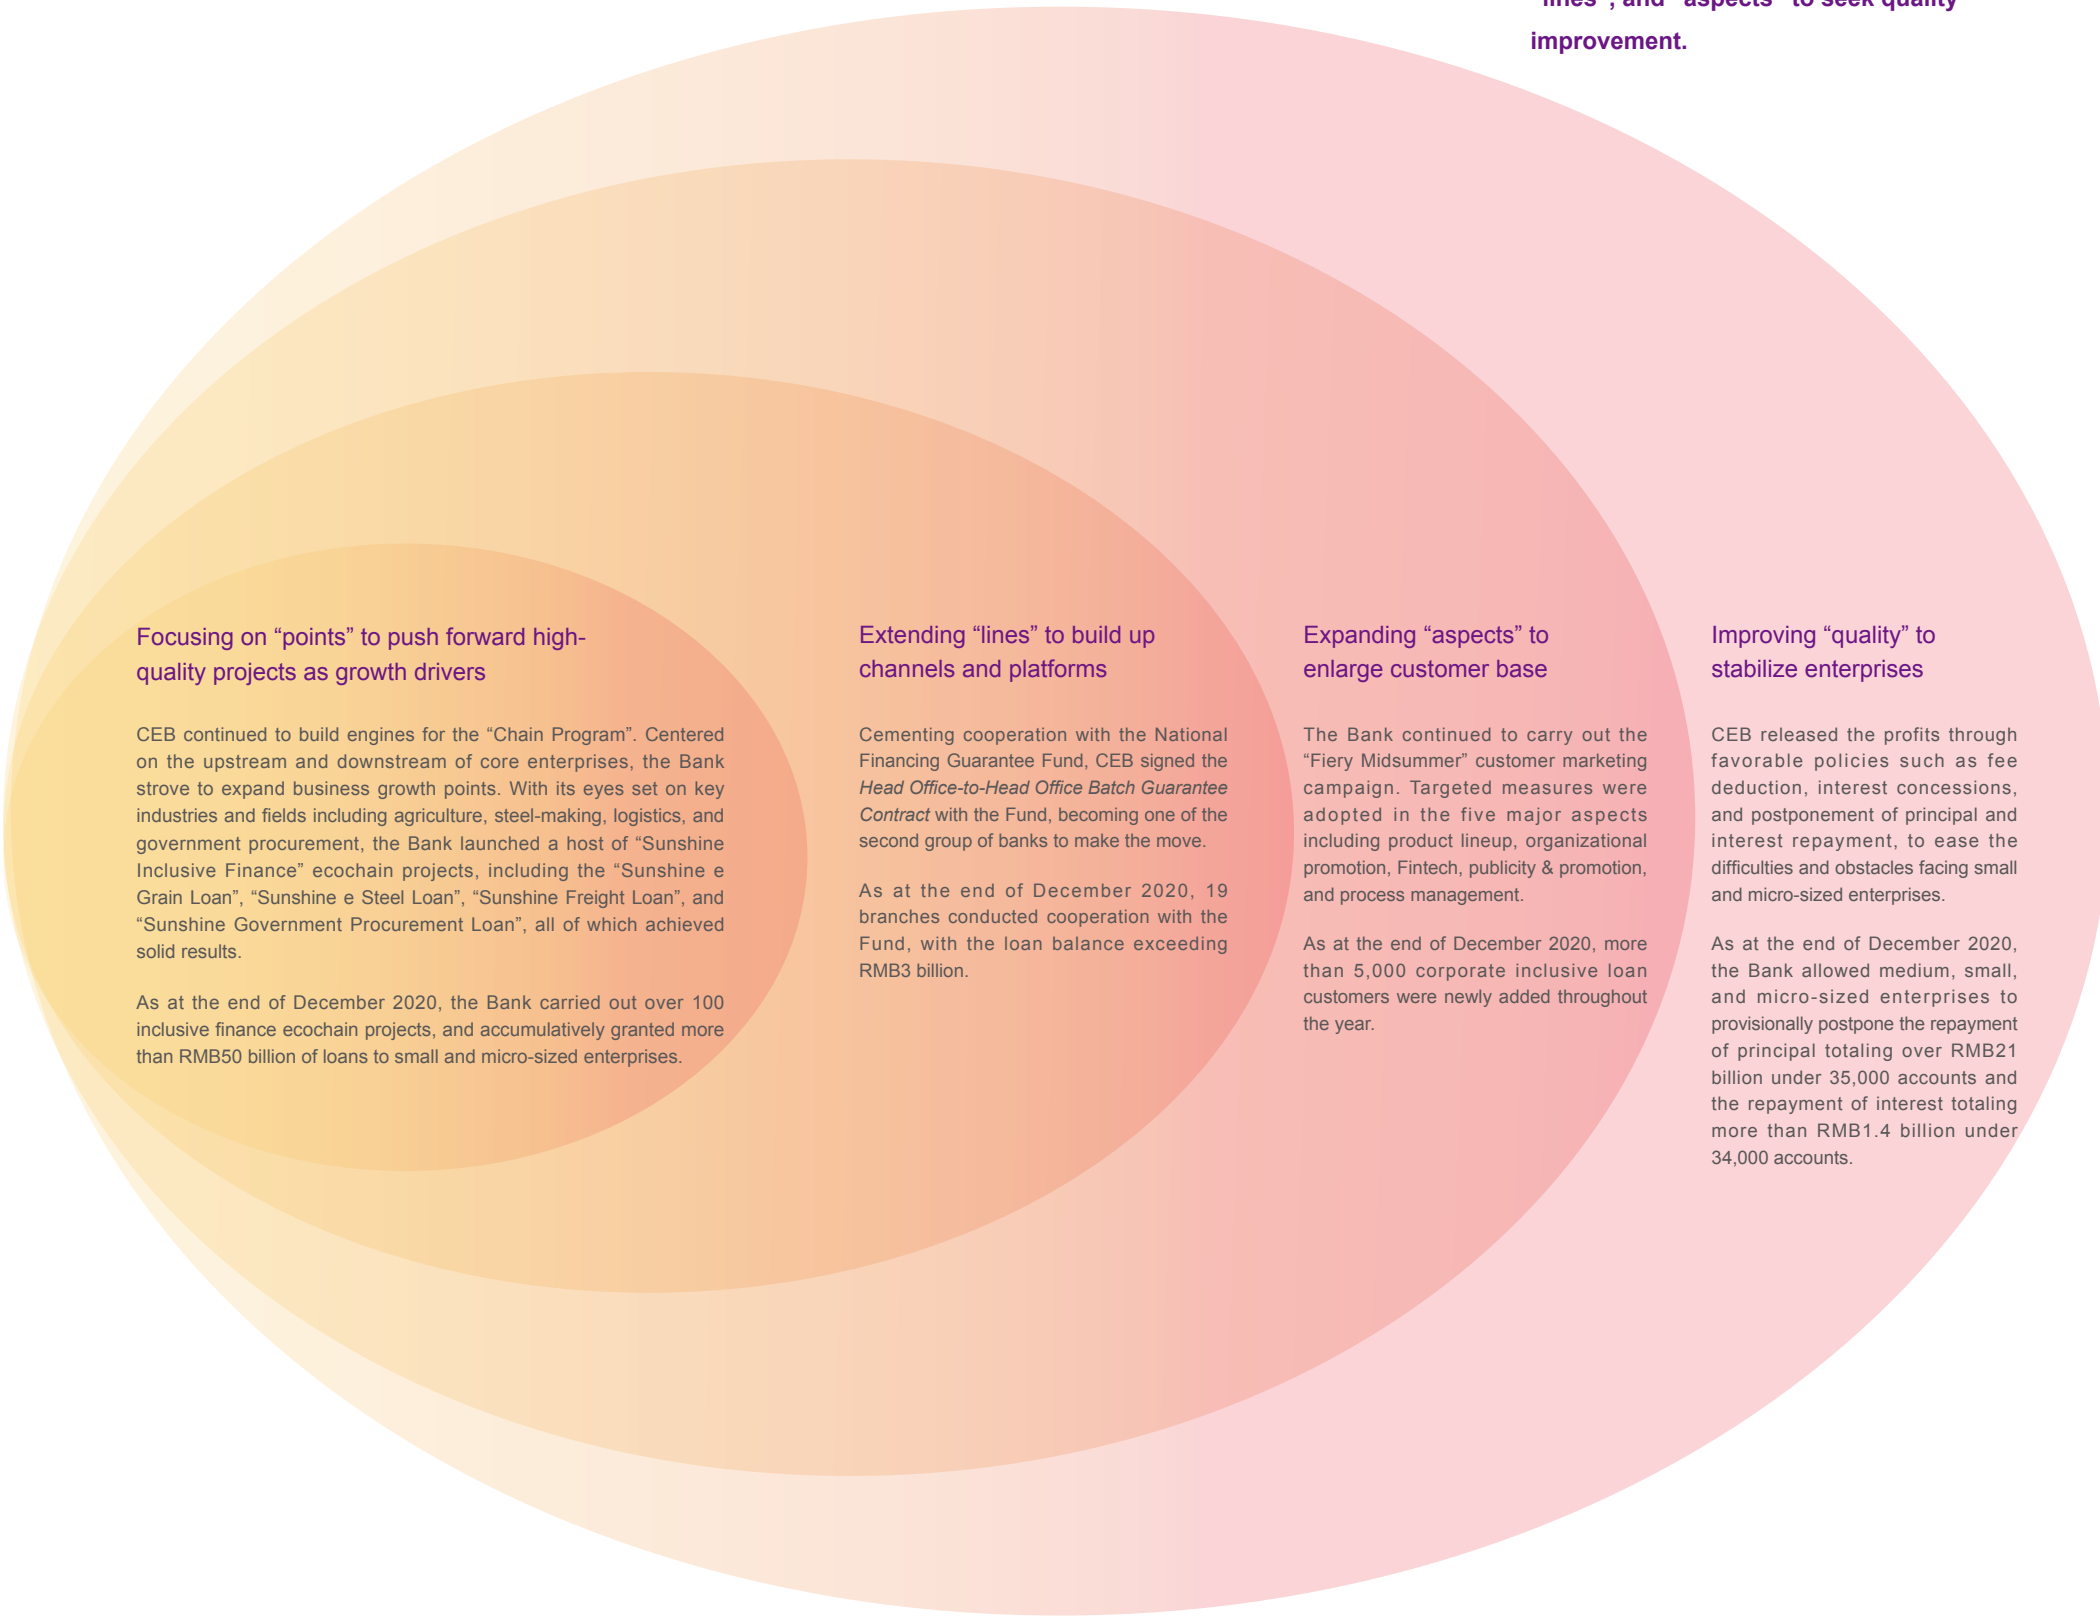 "lines", and "aspects" to seek quality
improvement.
Focusing on “points” to push forward high-
quality projects as growth drivers
CEB continued to build engines for the “Chain Program”. Centered
on the upstream and downstream of core enterprises, the Bank
strove to expand business growth points. With its eyes set on key
industries and fields including agriculture, steel-making, logistics, and
government procurement, the Bank launched a host of “Sunshine
Inclusive Finance” ecochain projects, including the “Sunshine e
Grain Loan”, “Sunshine e Steel Loan”, “Sunshine Freight Loan”, and
“Sunshine Government Procurement Loan”, all of which achieved
solid results.
As at the end of December 2020, the Bank carried out over 100
inclusive finance ecochain projects, and accumulatively granted more
than RMB50 billion of loans to small and micro-sized enterprises.
Extending “lines” to build up
channels and platforms
Cementing cooperation with the National
Financing Guarantee Fund, CEB signed the
Head Office-to-Head Office Batch Guarantee
Contract with the Fund, becoming one of the
second group of banks to make the move.
As at the end of December 2020, 19
branches conducted cooperation with the
Fund, with the loan balance exceeding
RMB3 billion.
Expanding “aspects” to
enlarge customer base
The Bank continued to carry out the
“Fiery Midsummer” customer marketing
campaign. Targeted measures were
adopted in the five major aspects
including product lineup, organizational
promotion, Fintech, publicity & promotion,
and process management.
As at the end of December 2020, more
than 5,000 corporate inclusive loan
customers were newly added throughout
the year.
Improving “quality” to
stabilize enterprises
CEB released the profits through
favorable policies such as fee
deduction, interest concessions,
and postponement of principal and
interest repayment, to ease the
difficulties and obstacles facing small
and micro-sized enterprises.
As at the end of December 2020,
the Bank allowed medium, small,
and micro-sized enterprises to
provisionally postpone the repayment
of principal totaling over RMB21
billion under 35,000 accounts and
the repayment of interest totaling
more than RMB1.4 billion under
34,000 accounts.